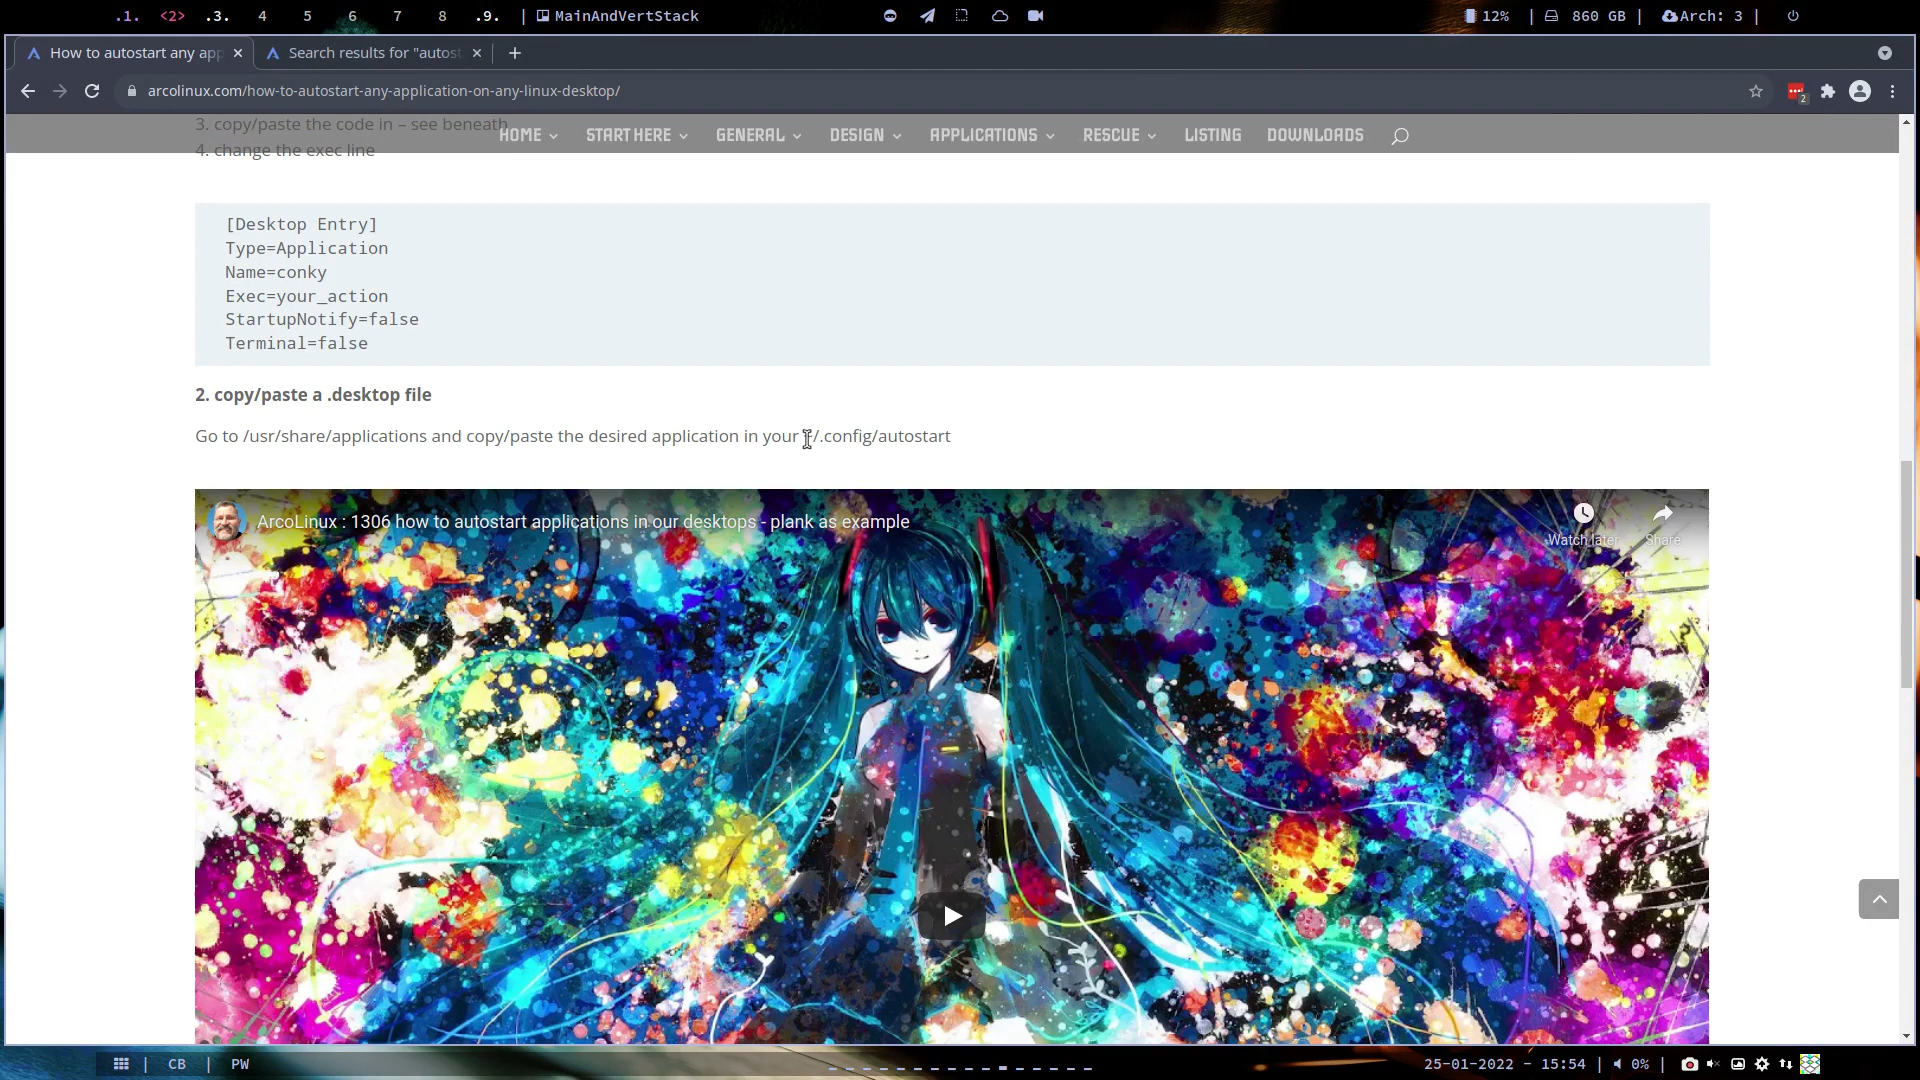 .1. <2> .3. 4 5 6 7 8 .9. | MainAndVertStack
12% | 860 GB | Arch: 3 |
How to autostart any app
Search results for "autost
arcolinux.com/how-to-autostart-any-application-on-any-linux-desktop/
2
3. copy/paste the code in – see beneath
HOME START HERE GENERAL DESIGN APPLICATIONS RESCUE LISTING DOWNLOADS
4. change the exec line
[Desktop Entry]
Type=Application
Name=conky
Exec=your_action
StartupNotify=false
Terminal=false
2. copy/paste a .desktop file
Go to /usr/share/applications and copy/paste the desired application in your /.config/autostart
ArcoLinux : 1306 how to autostart applications in our desktops - plank as example
Watch later
Share
| CB | PW
25-01-2022 - 15:54 | 0% |